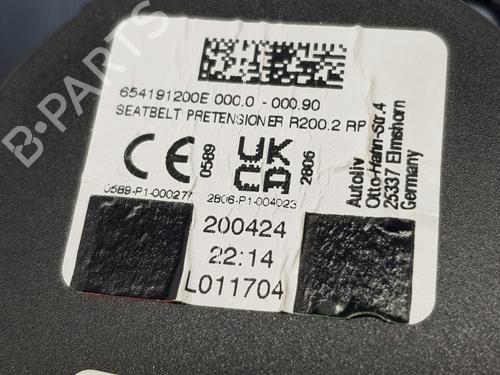 B-PARTS
654191200E 000.0 - 000.90
SEATBELT PRETENSIONER R200.2 RP
CE 0589
UK CA 2806
0589-P1-000277
2806-P1-004023
Autoliv
Otto-Hahn-Str.4
25337 Elmshorn
Germany
200424
22:14
L011704